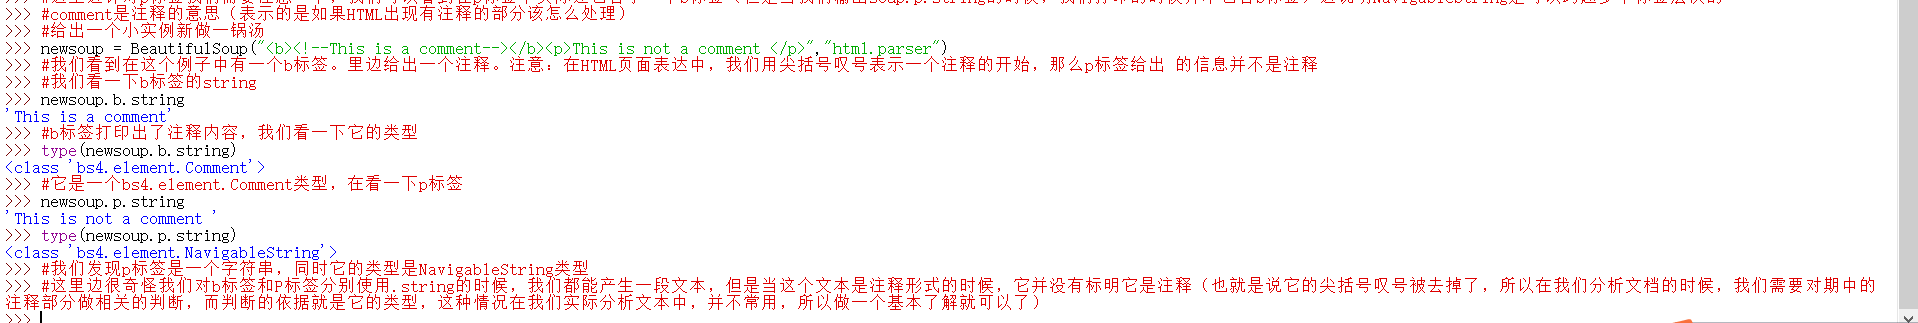 >>> #comment是注释的意思（表示的是如果HTML出现有注释的部分该怎么处理）
>>> #给出一个小实例新做一锅汤
>>> newsoup = BeautifulSoup("<b><!--This is a comment--></b><p>This is not a comment </p>","html.parser")
>>> #我们看到在这个例子中有一个b标签。里边给出一个注释。注意：在HTML页面表达中，我们用尖括号叹号表示一个注释的开始，那么p标签给出 的信息并不是注释
>>> #我们看一下b标签的string
>>> newsoup.b.string
'This is a comment'
>>> #b标签打印出了注释内容，我们看一下它的类型
>>> type(newsoup.b.string)
<class 'bs4.element.Comment'>
>>> #它是一个bs4.element.Comment类型，在看一下p标签
>>> newsoup.p.string
'This is not a comment '
>>> type(newsoup.p.string)
<class 'bs4.element.NavigableString'>
>>> #我们发现p标签是一个字符串，同时它的类型是NavigableString类型
>>> #这里边很奇怪我们对b标签和P标签分别使用.string的时候，我们都能产生一段文本，但是当这个文本是注释形式的时候，它并没有标明它是注释（也就是说它的尖括号叹号被去掉了，所以在我们分析文档的时候，我们需要对期中的
注释部分做相关的判断，而判断的依据就是它的类型，这种情况在我们实际分析文本中，并不常用，所以做一个基本了解就可以了）
>>>